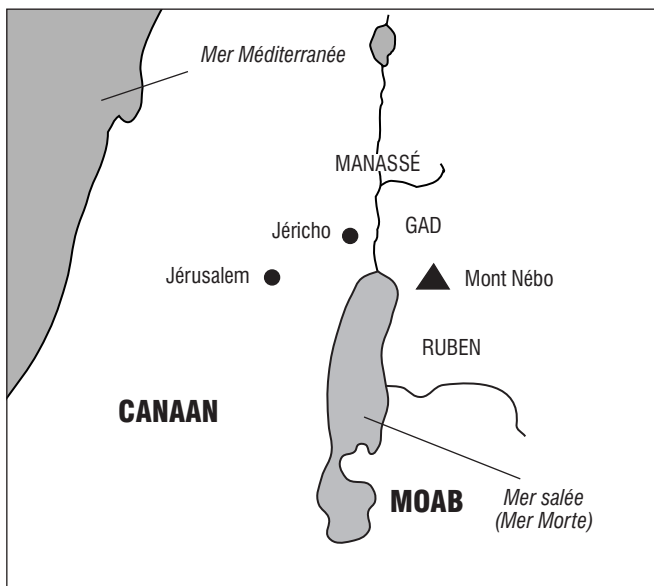 Mer Méditerranée
MANASSÉ
Jéricho
GAD
Jérusalem
Mont Nébo
RUBEN
CANAAN
MOAB
Mer salée
(Mer Morte)